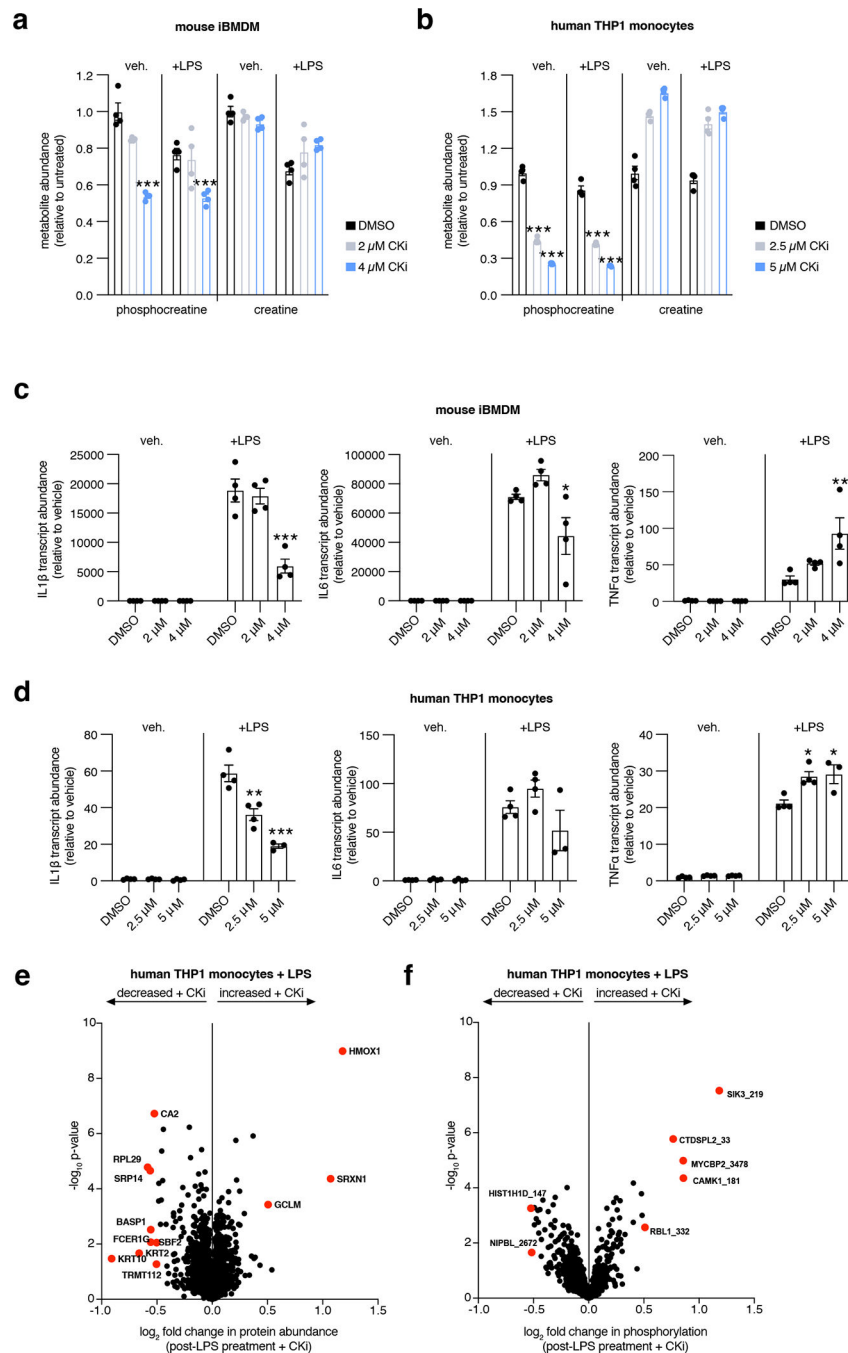 a
mouse iBMDM
veh. +LPS veh. +LPS
metabolite abundance
(relative to untreated)
1.2
1.0
0.8
0.6
0.4
0.2
0.0
*** ***
DMSO
2 µM CKi
4 µM CKi
phosphocreatine creatine
b
human THP1 monocytes
veh. +LPS veh. +LPS
metabolite abundance
(relative to untreated)
1.8
1.5
1.2
0.9
0.6
0.3
0.0
*** *** *** ***
DMSO
2.5 µM CKi
5 µM CKi
phosphocreatine creatine
c
mouse iBMDM
veh. +LPS
IL1β transcript abundance
(relative to vehicle)
25000
20000
15000
10000
5000
0
***
DMSO 2 µM 4 µM DMSO 2 µM 4 µM
veh. +LPS
IL6 transcript abundance
(relative to vehicle)
100000
80000
60000
40000
20000
0
*
DMSO 2 µM 4 µM DMSO 2 µM 4 µM
veh. +LPS
TNFα transcript abundance
(relative to vehicle)
200
150
100
50
0
**
DMSO 2 µM 4 µM DMSO 2 µM 4 µM
d
human THP1 monocytes
veh. +LPS
IL1β transcript abundance
(relative to vehicle)
80
60
40
20
0
** ***
DMSO 2.5 µM 5 µM DMSO 2.5 µM 5 µM
veh. +LPS
IL6 transcript abundance
(relative to vehicle)
150
100
50
0
DMSO 2.5 µM 5 µM DMSO 2.5 µM 5 µM
veh. +LPS
TNFα transcript abundance
(relative to vehicle)
40
30
20
10
0
* *
DMSO 2.5 µM 5 µM DMSO 2.5 µM 5 µM
e
human THP1 monocytes + LPS
decreased + CKi increased + CKi
-log10 p-value
10
8
6
4
2
0
HMOX1
CA2
RPL29
SRP14
SRXN1
GCLM
BASP1
FCER1G SBF2
KRT2
KRT10
TRMT112
-1.0 -0.5 0.0 0.5 1.0 1.5
log2 fold change in protein abundance
(post-LPS preatment + CKi)
f
human THP1 monocytes + LPS
decreased + CKi increased + CKi
-log10 p-value
10
8
6
4
2
0
SIK3_219
CTDSPL2_33
MYCBP2_3478
CAMK1_181
HIST1H1D_147
RBL1_332
NIPBL_2672
-1.0 -0.5 0.0 0.5 1.0 1.5
log2 fold change in phosphorylation
(post-LPS preatment + CKi)